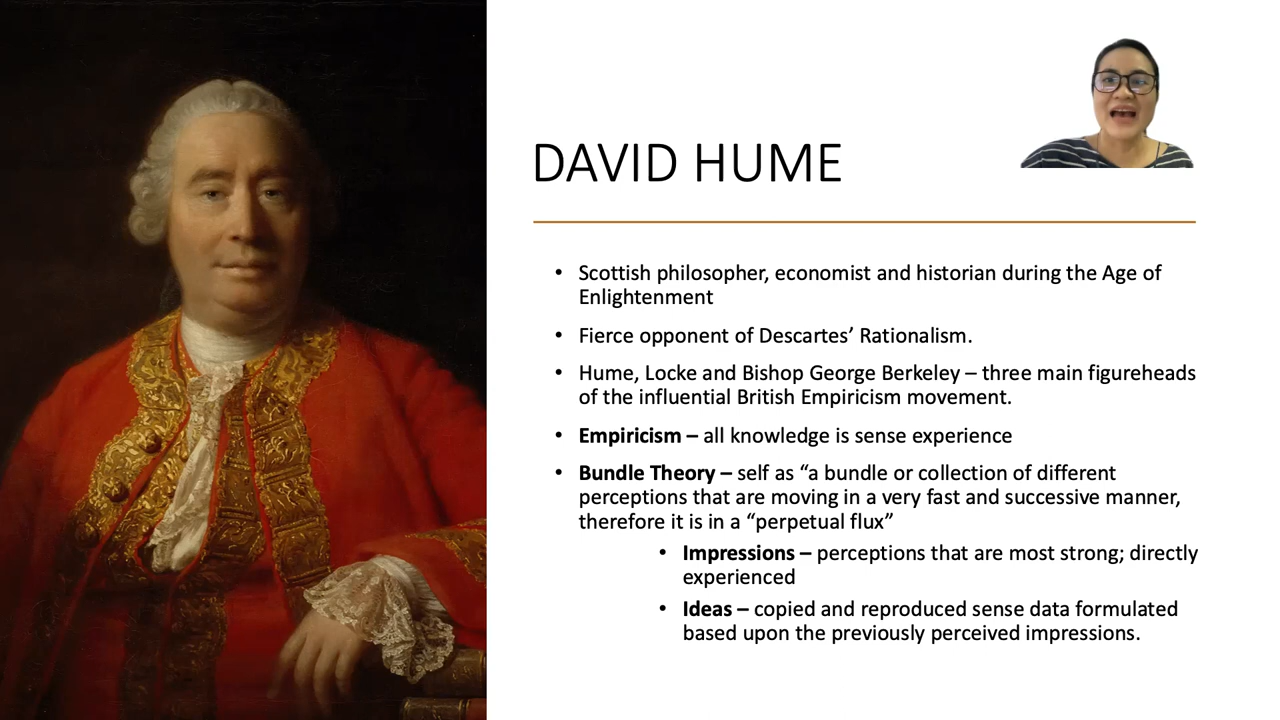 DAVID HUME
• Scottish philosopher, economist and historian during the Age of
Enlightenment
• Fierce opponent of Descartes’ Rationalism.
• Hume, Locke and Bishop George Berkeley – three main figureheads
of the influential British Empiricism movement.
• Empiricism – all knowledge is sense experience
• Bundle Theory – self as “a bundle or collection of different
perceptions that are moving in a very fast and successive manner,
therefore it is in a “perpetual flux”
• Impressions – perceptions that are most strong; directly
experienced
• Ideas – copied and reproduced sense data formulated
based upon the previously perceived impressions.